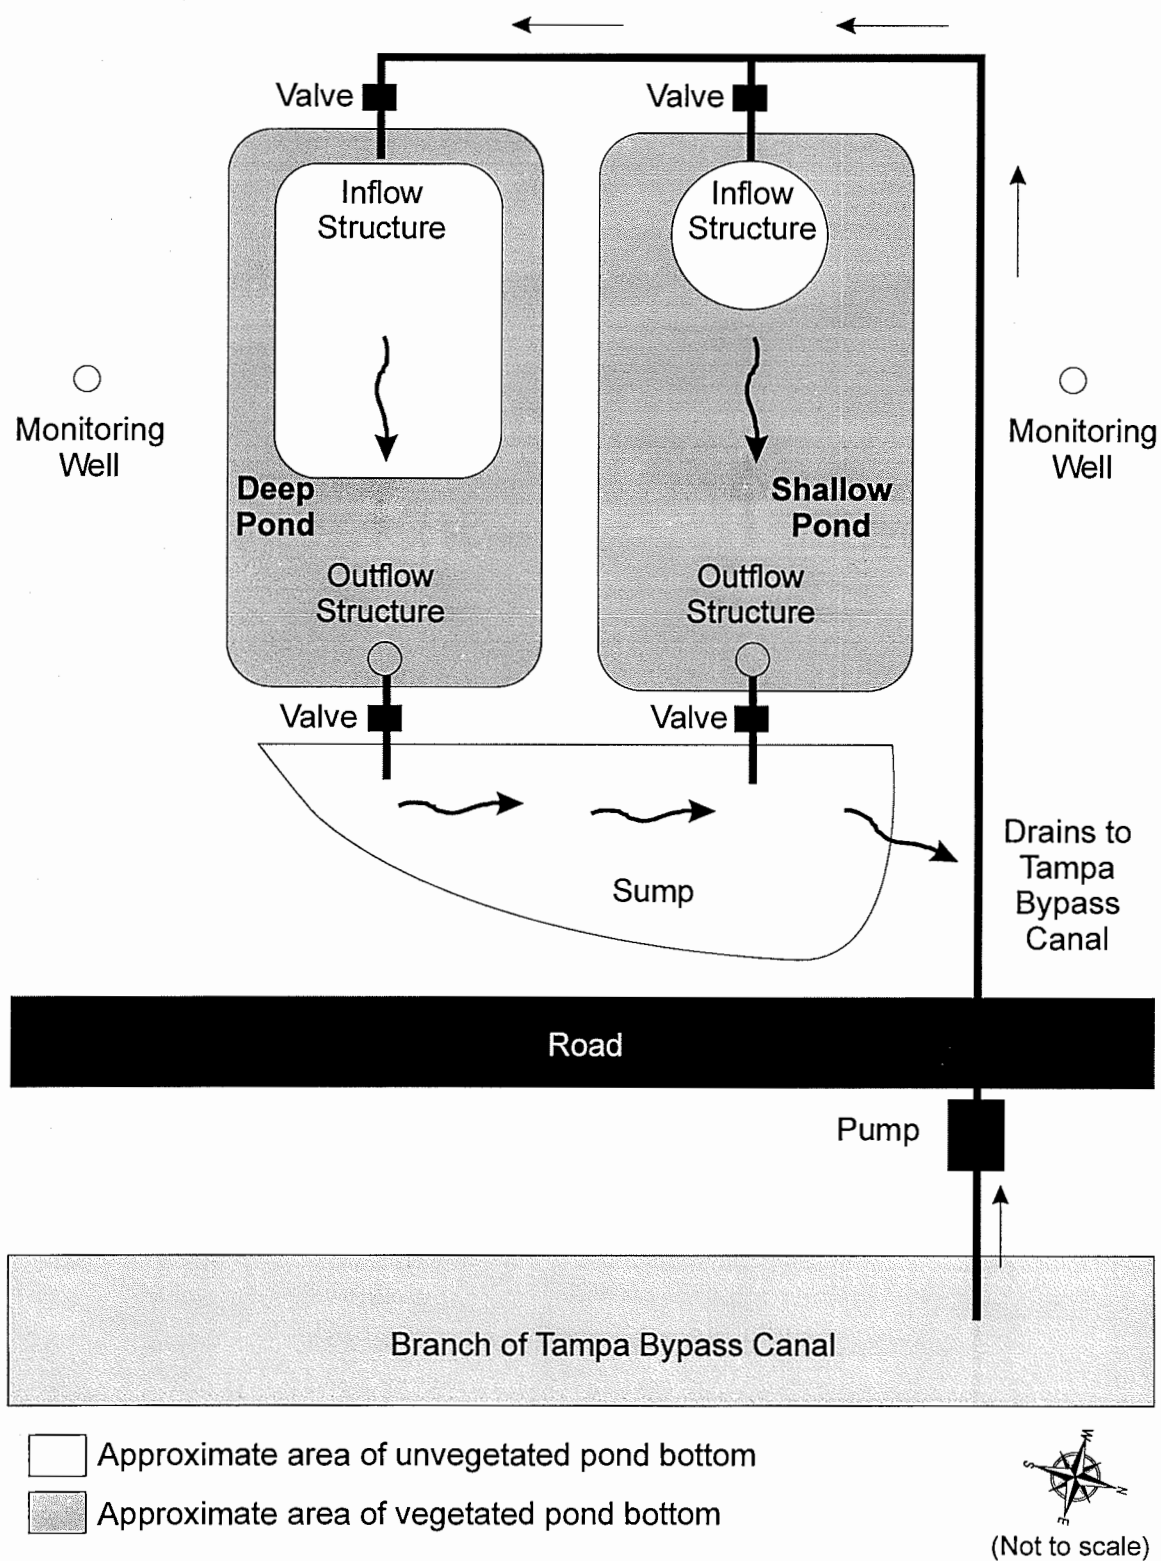 Valve
Valve
Inflow
Structure
Inflow
Structure
Monitoring
Well
Monitoring
Well
Deep
Pond
Shallow
Pond
Outflow
Structure
Outflow
Structure
Valve
Valve
Drains to
Tampa
Bypass
Canal
Sump
Road
Pump
Branch of Tampa Bypass Canal
Approximate area of unvegetated pond bottom
Approximate area of vegetated pond bottom
W
S
N
E
(Not to scale)